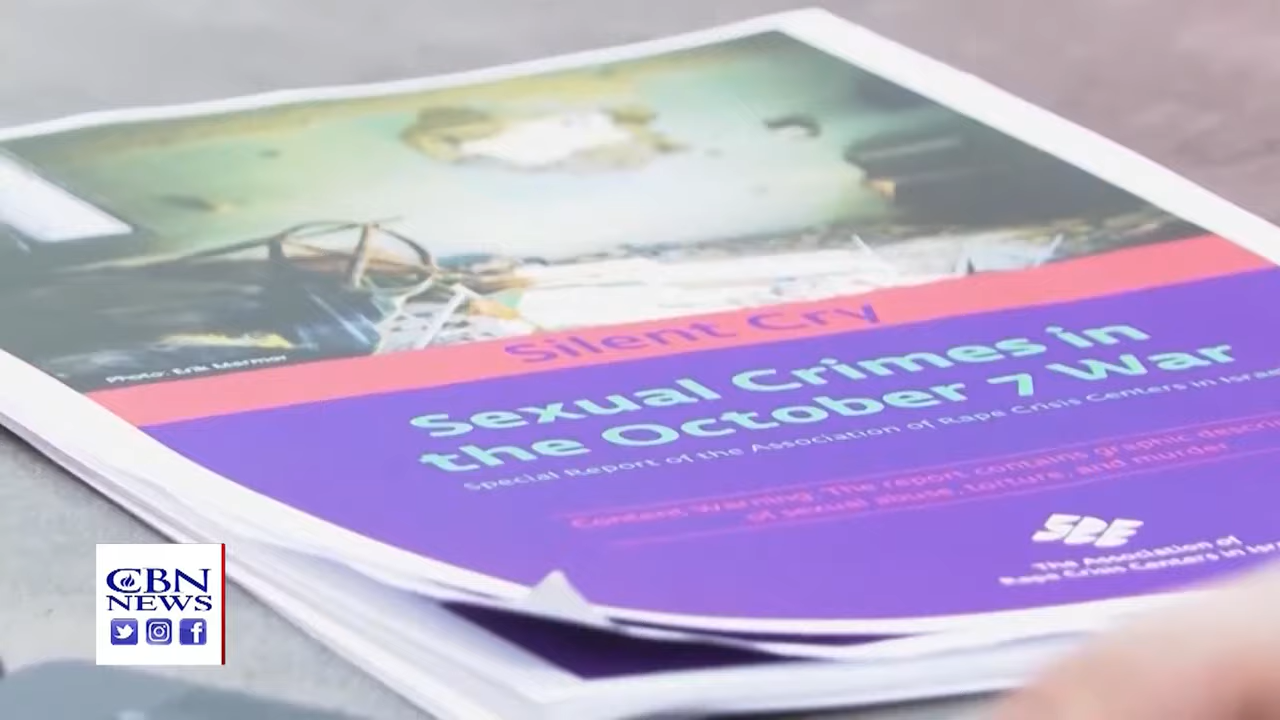 Photo: Erik Marmor
Silent Cry
Sexual Crimes in
the October 7 War
Special Report of the Association of Rape Crisis Centers in Israel
Content Warning: The report contains graphic
of sexual abuse, torture, and murder
The Association of
Rape Crisis Centers in
CBN
NEWS